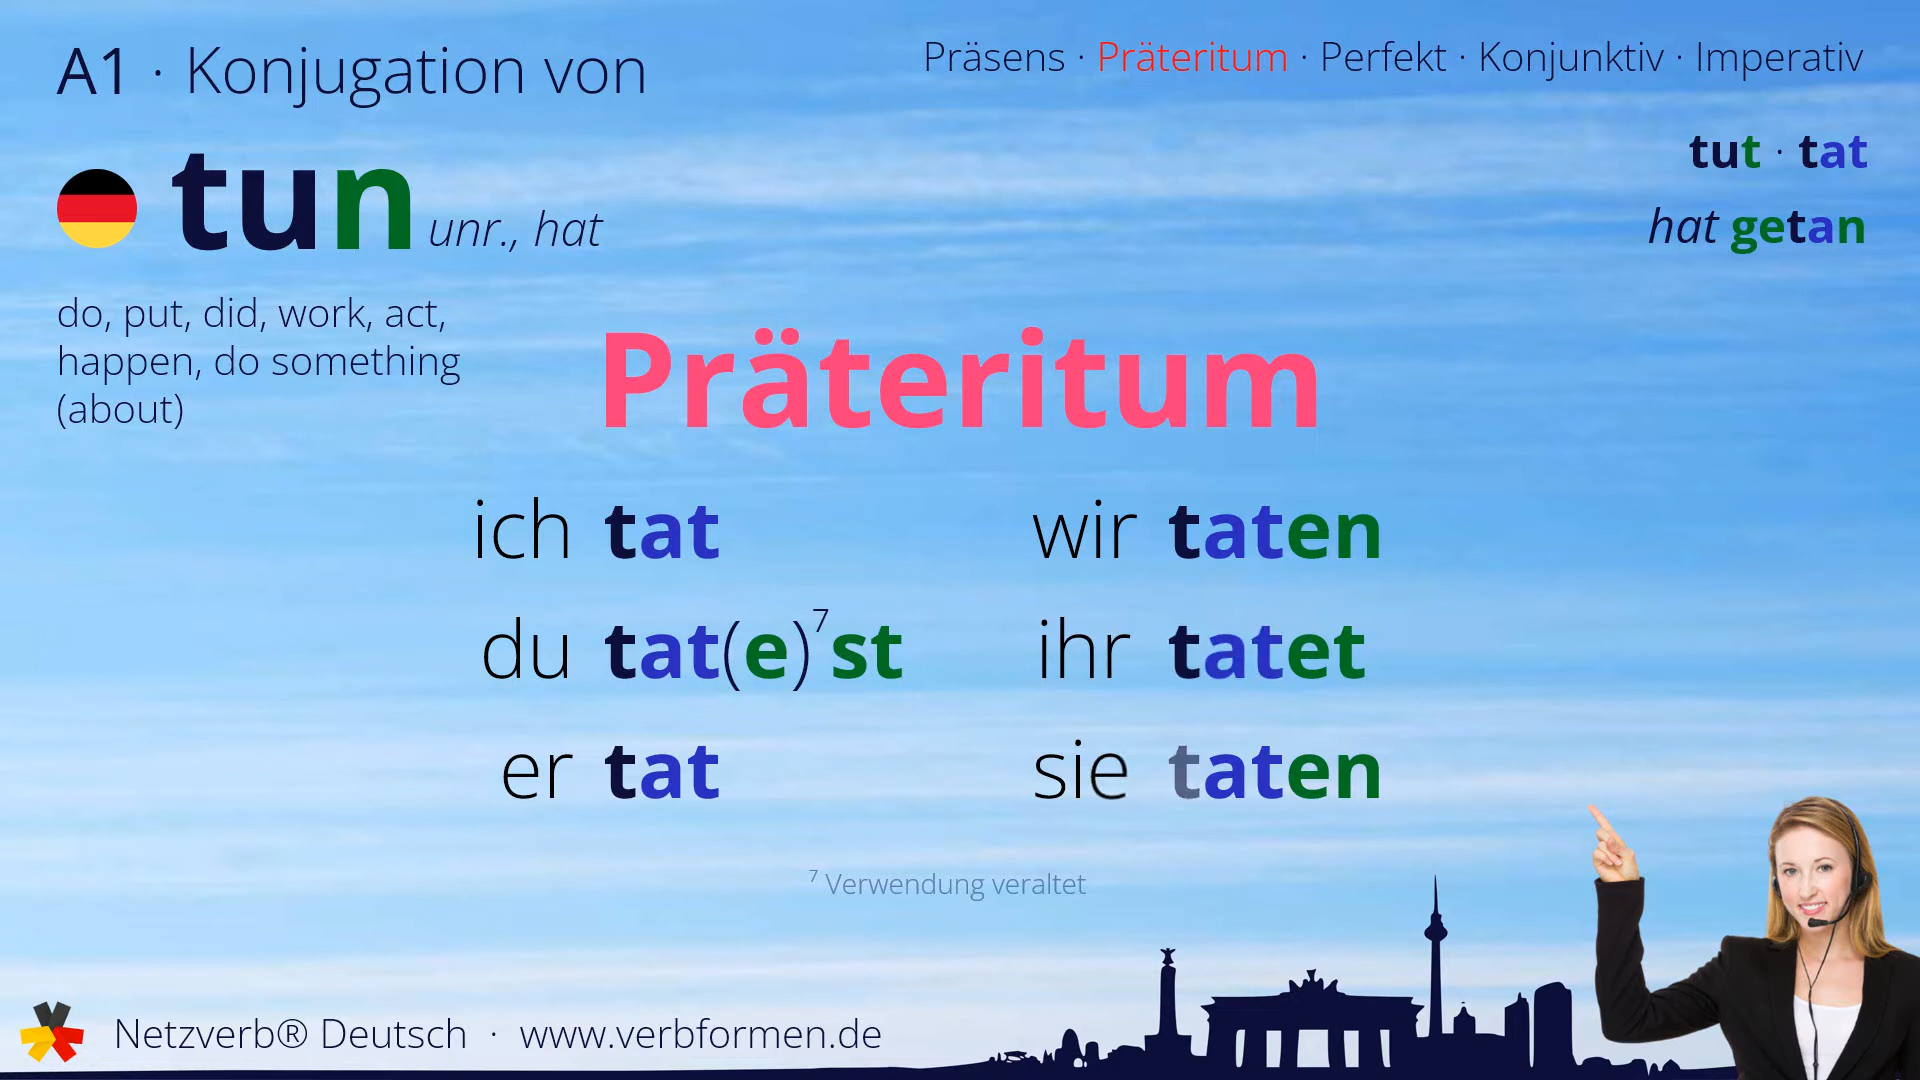 A1 · Konjugation von
Präsens · Präteritum · Perfekt · Konjunktiv · Imperativ
tun unr., hat
tut · tat
hat getan
do, put, did, work, act,
happen, do something
(about)
Präteritum
ich tat
du tat(e)⁷st
er tat
wir taten
ihr tatet
sie taten
⁷ Verwendung veraltet
Netzverb® Deutsch · www.verbformen.de